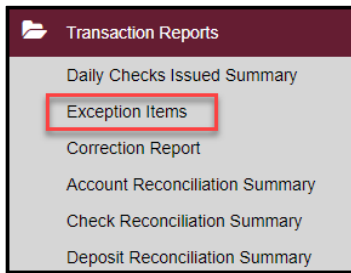 Transaction Reports
Daily Checks Issued Summary
Exception Items
Correction Report
Account Reconciliation Summary
Check Reconciliation Summary
Deposit Reconciliation Summary